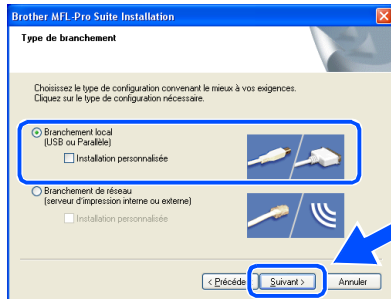 Brother MFL-Pro Suite Installation
Type de branchement
Choisissez le type de configuration convenant le mieux à vos exigences.
Cliquez sur le type de configuration nécessaire.
Branchement local
(USB ou Parallèle)
Installation personnalisée
Branchement de réseau
(serveur d'impression interne ou externe)
Installation personnalisée
< Précéde Suivant > Annuler